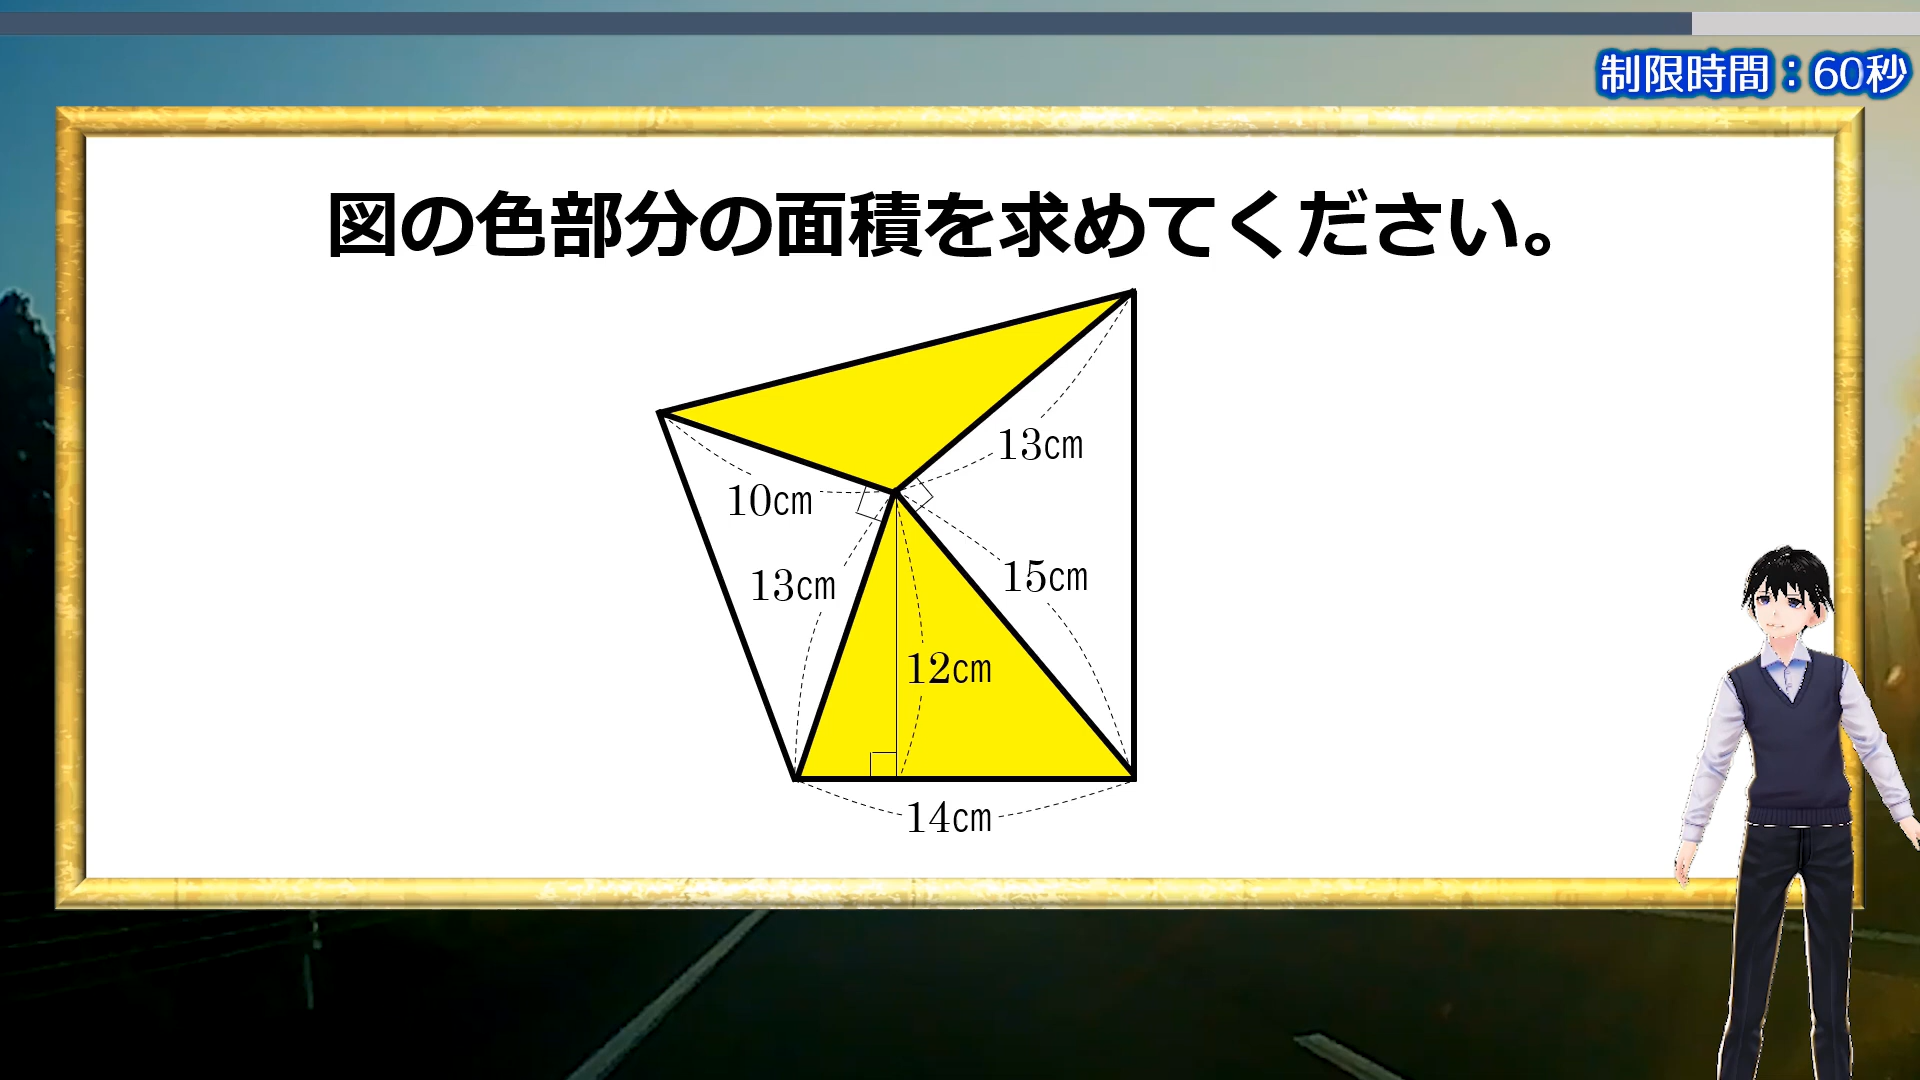 制限時間：60秒
図の色部分の面積を求めてください。
13cm
10cm
13cm
15cm
12cm
14cm